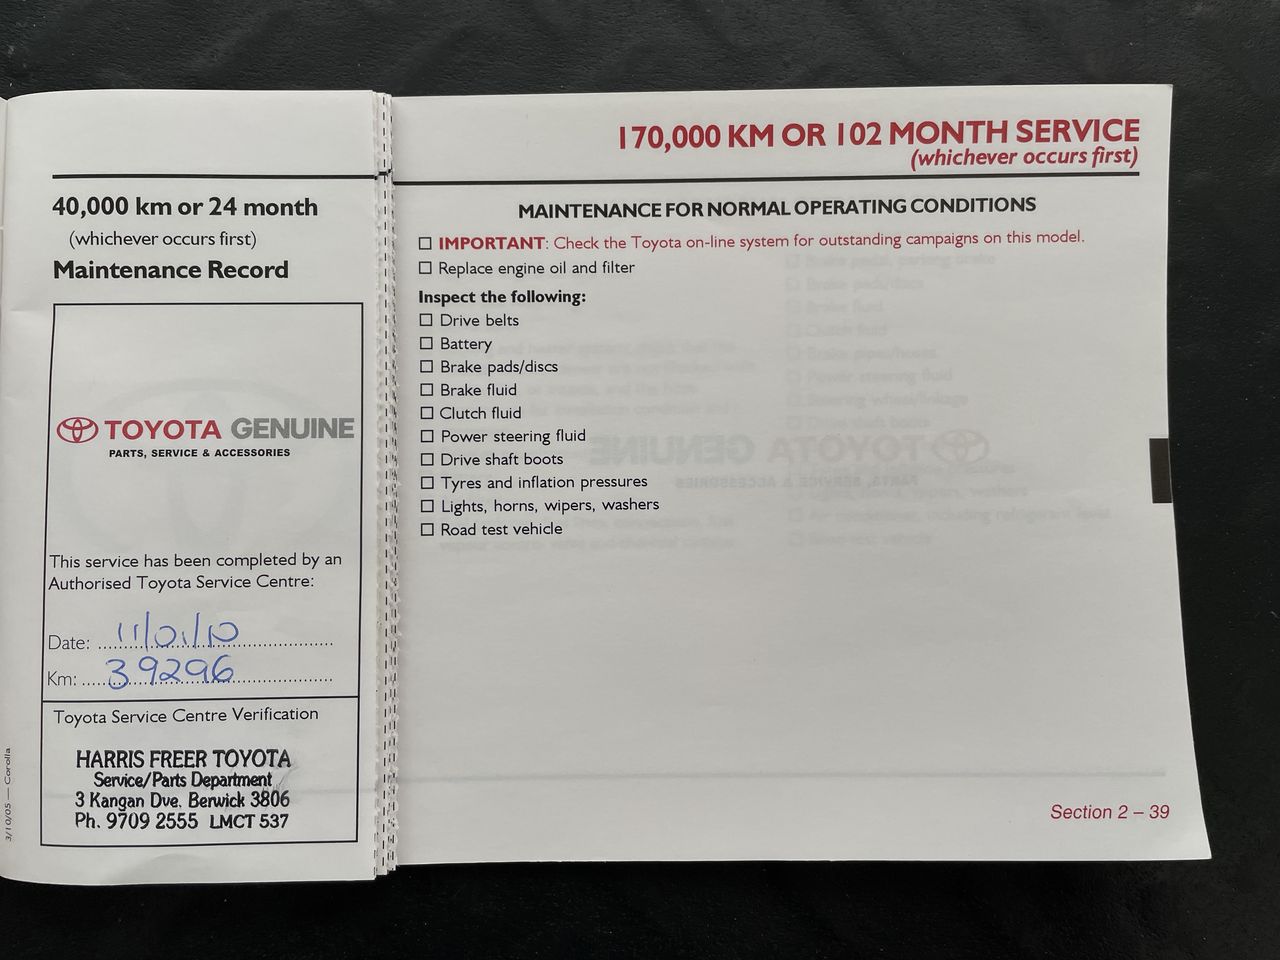 40,000 km or 24 month
(whichever occurs first)
Maintenance Record
TOYOTA GENUINE
PARTS, SERVICE & ACCESSORIES
This service has been completed by an
Authorised Toyota Service Centre:
Date: 11/01/10
Km: 39296
Toyota Service Centre Verification
HARRIS FREER TOYOTA
Service/Parts Department
3 Kangan Dve. Berwick 3806
Ph. 9709 2555 LMCT 537
3/10/05 — Corolla
170,000 KM OR 102 MONTH SERVICE
(whichever occurs first)
MAINTENANCE FOR NORMAL OPERATING CONDITIONS
☐ IMPORTANT: Check the Toyota on-line system for outstanding campaigns on this model.
☐ Replace engine oil and filter
Inspect the following:
☐ Drive belts
☐ Battery
☐ Brake pads/discs
☐ Brake fluid
☐ Clutch fluid
☐ Power steering fluid
☐ Drive shaft boots
☐ Tyres and inflation pressures
☐ Lights, horns, wipers, washers
☐ Road test vehicle
Section 2 – 39